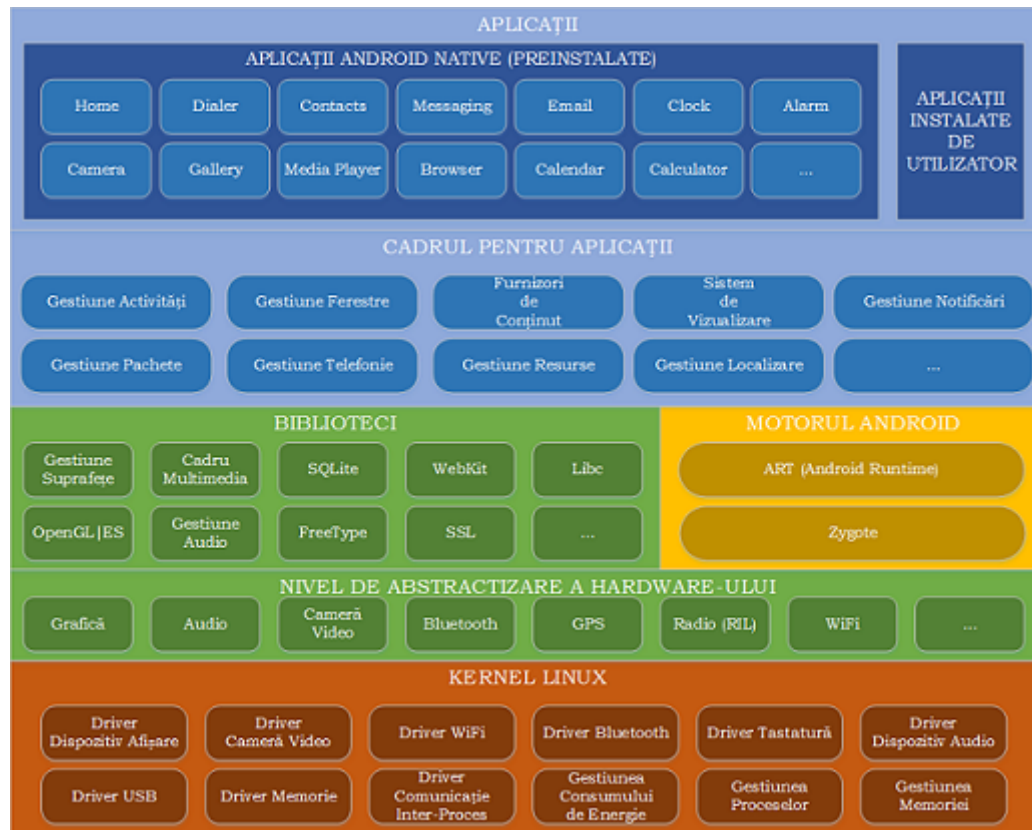 APLICAȚII
APLICAȚII ANDROID NATIVE (PREINSTALATE)
Home
Dialer
Contacts
Messaging
Email
Clock
Alarm
Camera
Gallery
Media Player
Browser
Calendar
Calculator
...
APLICAȚII
INSTALATE
DE
UTILIZATOR
CADRUL PENTRU APLICAȚII
Gestiune Activități
Gestiune Ferestre
Furnizori
de
Conținut
Sistem
de
Vizualizare
Gestiune Notificări
Gestiune Pachete
Gestiune Telefonie
Gestiune Resurse
Gestiune Localizare
...
BIBLIOTECI
Gestiune
Suprafețe
Cadru
Multimedia
SQLite
WebKit
Libc
OpenGL|ES
Gestiune
Audio
FreeType
SSL
...
MOTORUL ANDROID
ART (Android Runtime)
Zygote
NIVEL DE ABSTRACTIZARE A HARDWARE-ULUI
Grafică
Audio
Cameră
Video
Bluetooth
GPS
Radio (RIL)
WiFi
...
KERNEL LINUX
Driver
Dispozitiv Afișare
Driver
Cameră Video
Driver WiFi
Driver Bluetooth
Driver Tastatură
Driver
Dispozitiv Audio
Driver USB
Driver Memorie
Driver
Comunicație
Inter-Proces
Gestiunea
Consumului
de Energie
Gestiunea
Proceselor
Gestiunea
Memoriei